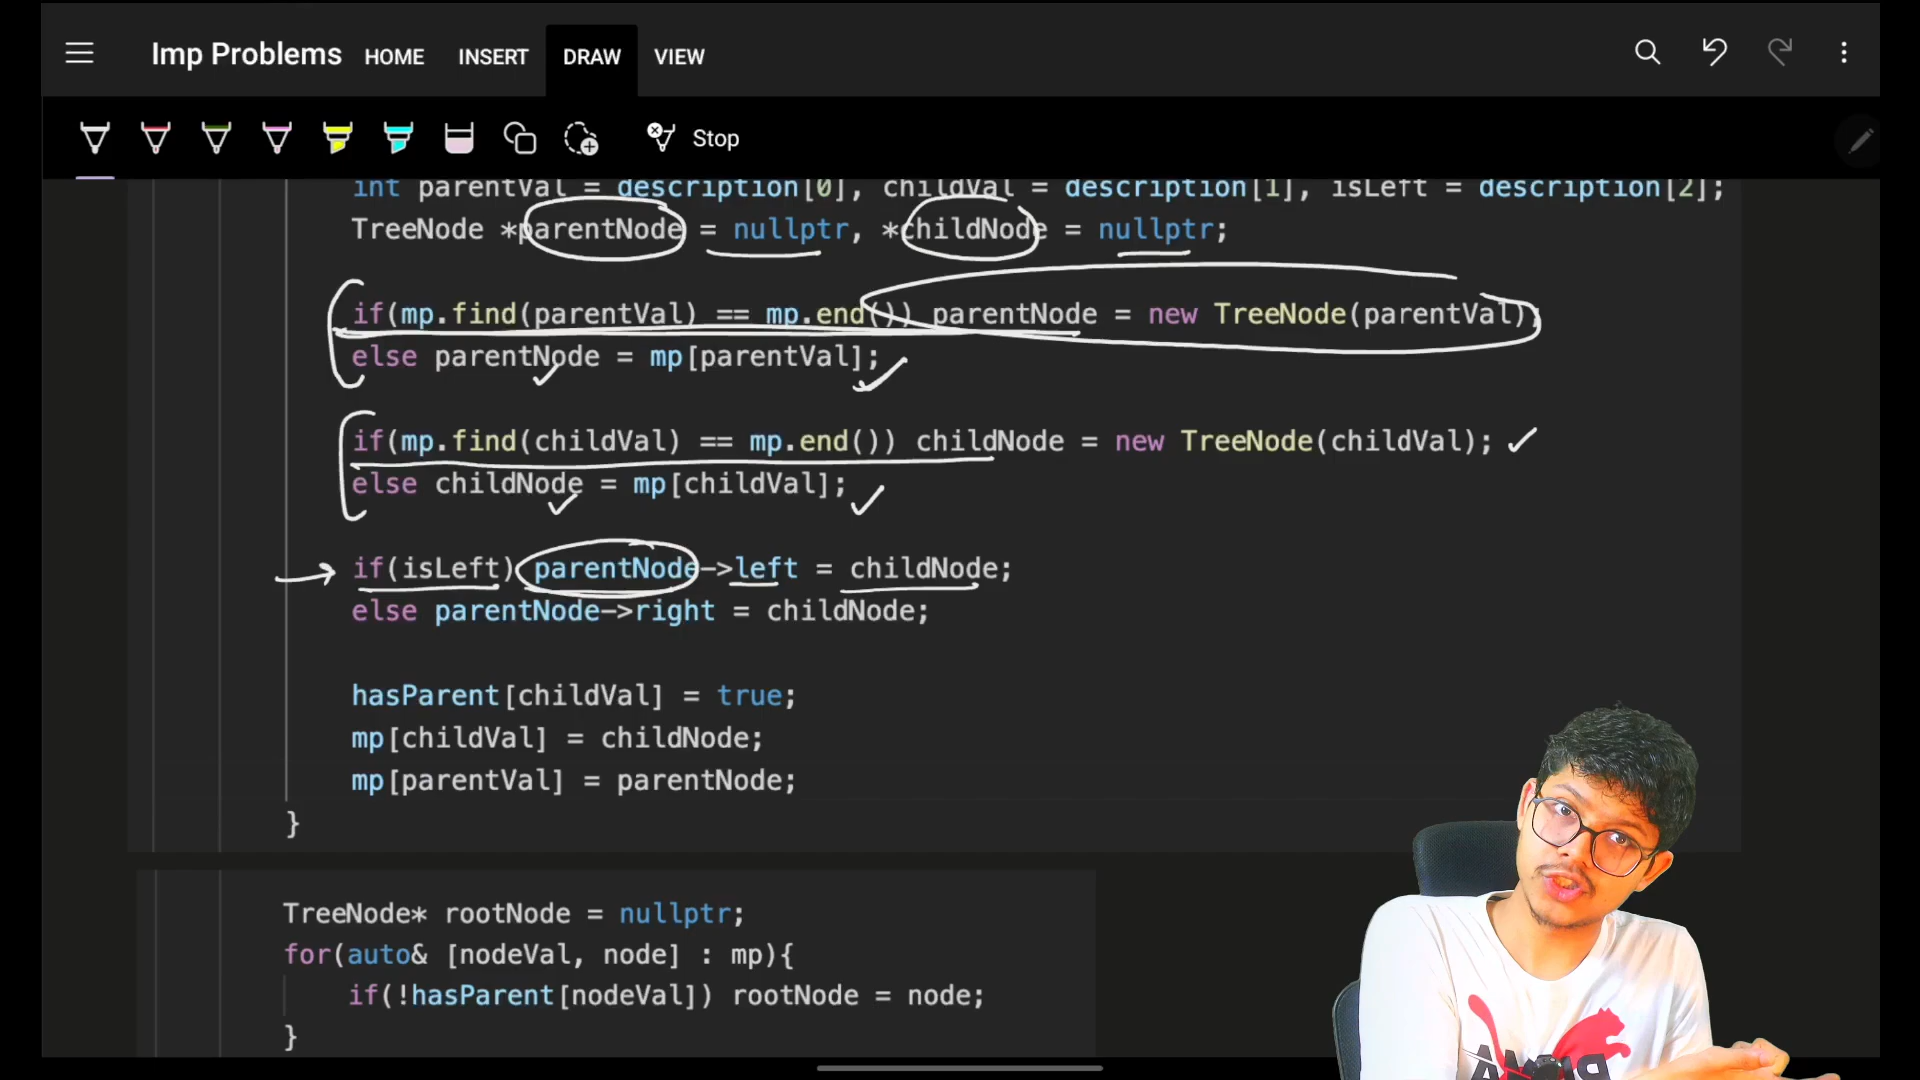 Imp Problems HOME INSERT DRAW VIEW
Stop
int parentVal = description[0], childVal = description[1], isLeft = description[2];
TreeNode *parentNode = nullptr, *childNode = nullptr;
if(mp.find(parentVal) == mp.end()) parentNode = new TreeNode(parentVal);
else parentNode = mp[parentVal];
if(mp.find(childVal) == mp.end()) childNode = new TreeNode(childVal);
else childNode = mp[childVal];
if(isLeft) parentNode->left = childNode;
else parentNode->right = childNode;
hasParent[childVal] = true;
mp[childVal] = childNode;
mp[parentVal] = parentNode;
}
TreeNode* rootNode = nullptr;
for(auto& [nodeVal, node] : mp){
if(!hasParent[nodeVal]) rootNode = node;
}